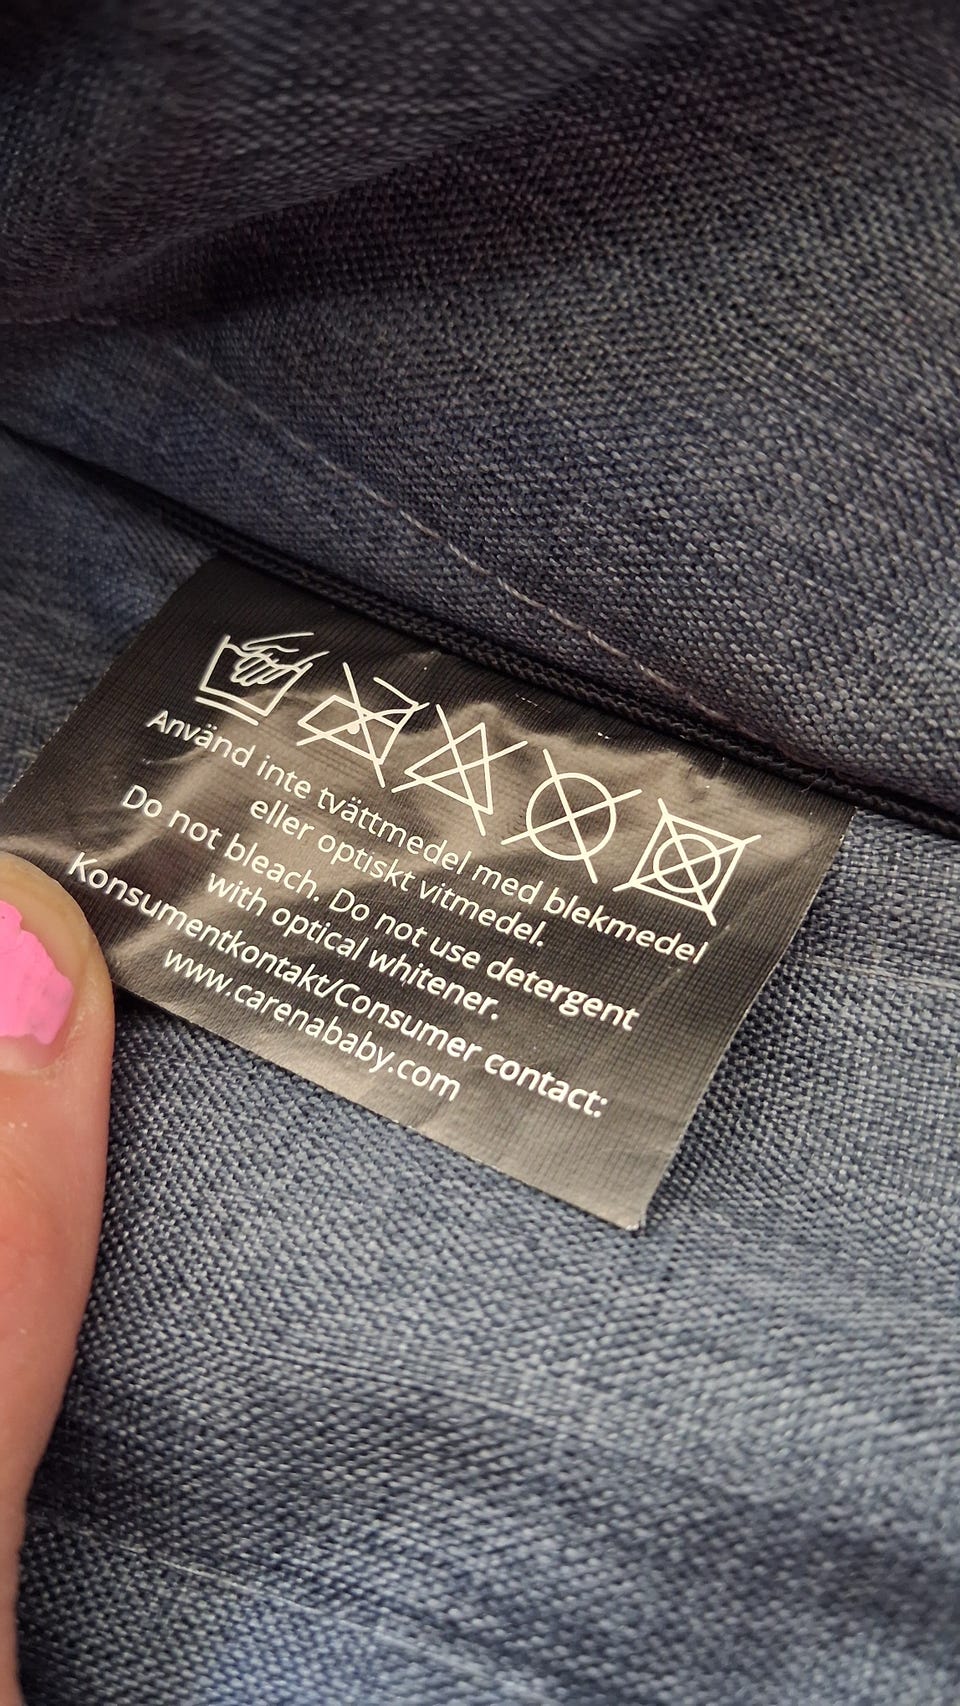 Använd inte tvättmedel med blekmedel
eller optiskt vitmedel.
Do not bleach. Do not use detergent
with optical whitener.
Konsumentkontakt/Consumer contact:
www.carenababy.com